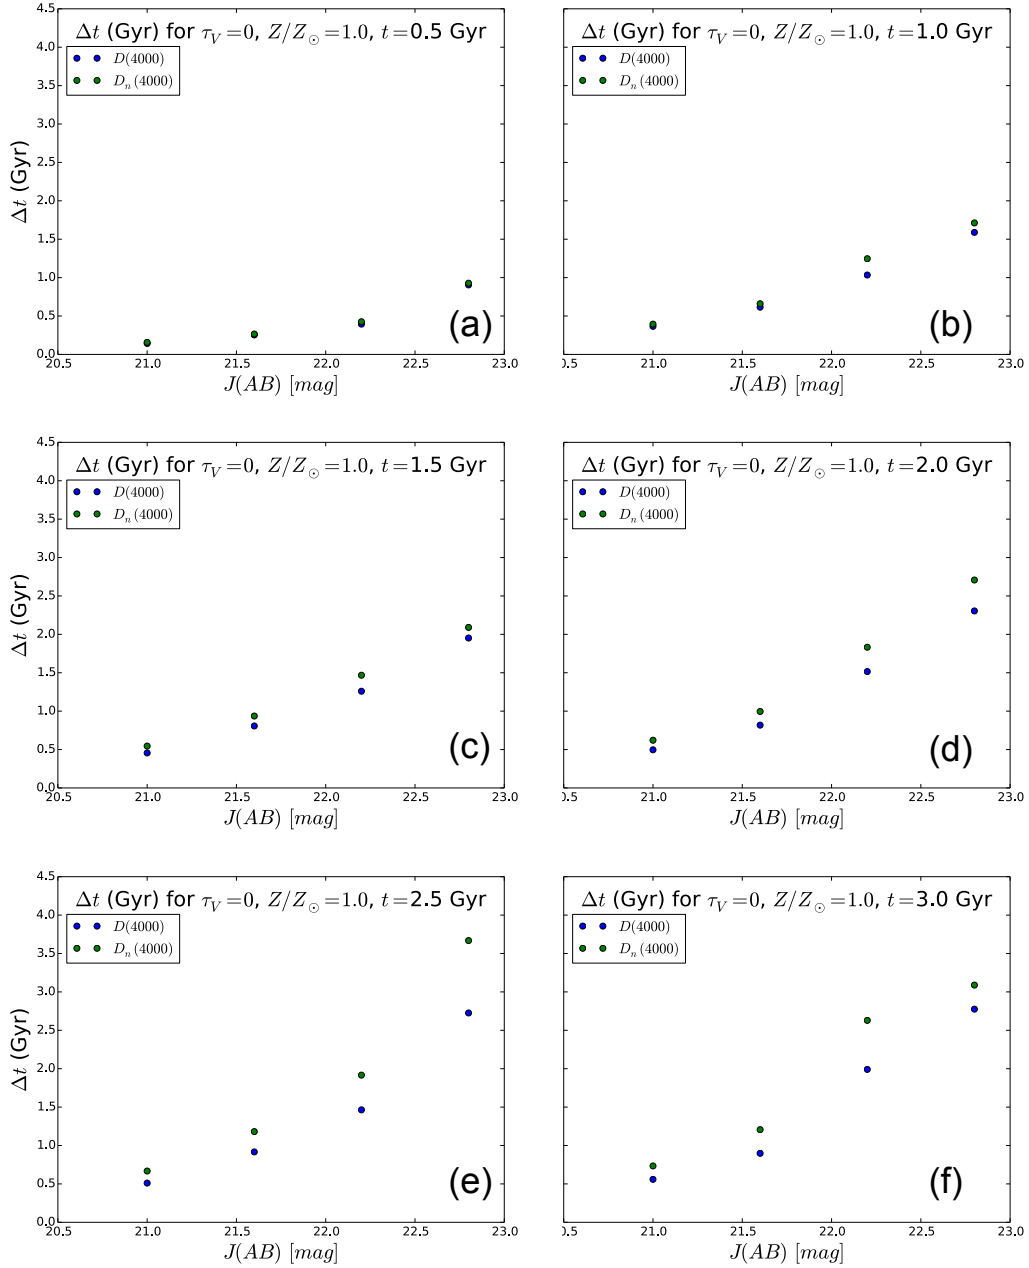 Δt (Gyr) for τ_V=0, Z/Z_⊙=1.0, t=0.5 Gyr
D(4000)
D_n(4000)
4.5
4.0
3.5
3.0
2.5
2.0
1.5
1.0
0.5
0.0
Δt (Gyr)
(a)
20.5 21.0 21.5 22.0 22.5 23.0
J(AB) [mag]
Δt (Gyr) for τ_V=0, Z/Z_⊙=1.0, t=1.0 Gyr
D(4000)
D_n(4000)
(b)
0.5 21.0 21.5 22.0 22.5 23.0
J(AB) [mag]
Δt (Gyr) for τ_V=0, Z/Z_⊙=1.0, t=1.5 Gyr
D(4000)
D_n(4000)
4.5
4.0
3.5
3.0
2.5
2.0
1.5
1.0
0.5
0.0
Δt (Gyr)
(c)
20.5 21.0 21.5 22.0 22.5 23.0
J(AB) [mag]
Δt (Gyr) for τ_V=0, Z/Z_⊙=1.0, t=2.0 Gyr
D(4000)
D_n(4000)
(d)
0.5 21.0 21.5 22.0 22.5 23.0
J(AB) [mag]
Δt (Gyr) for τ_V=0, Z/Z_⊙=1.0, t=2.5 Gyr
D(4000)
D_n(4000)
4.5
4.0
3.5
3.0
2.5
2.0
1.5
1.0
0.5
0.0
Δt (Gyr)
(e)
20.5 21.0 21.5 22.0 22.5 23.0
J(AB) [mag]
Δt (Gyr) for τ_V=0, Z/Z_⊙=1.0, t=3.0 Gyr
D(4000)
D_n(4000)
(f)
0.5 21.0 21.5 22.0 22.5 23.0
J(AB) [mag]